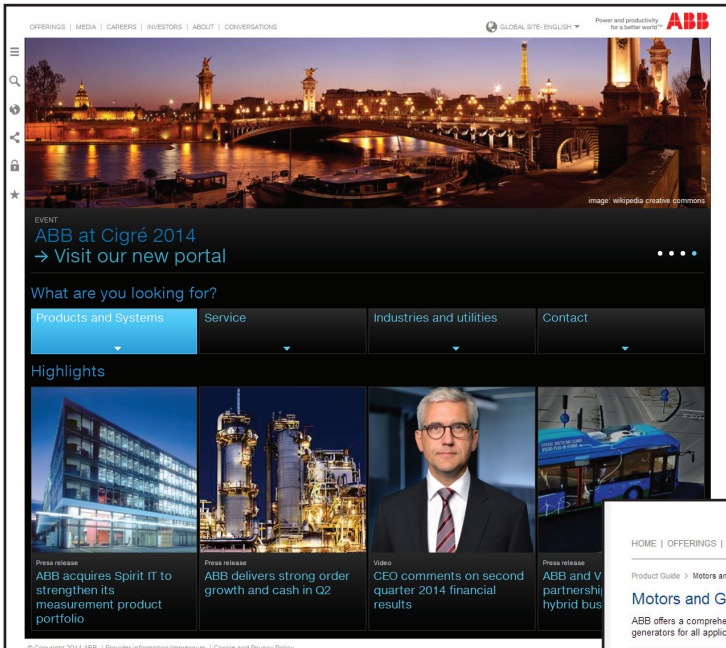 OFFERINGS | MEDIA | CAREERS | INVESTORS | ABOUT | CONVERSATIONS
GLOBAL SITE- ENGLISH
Power and productivity
for a better world™
ABB
image: wikipedia creative commons
EVENT
ABB at Cigré 2014
→ Visit our new portal
What are you looking for?
Products and Systems
Service
Industries and utilities
Contact
Highlights
Press release
ABB acquires Spirit IT to
strengthen its
measurement product
portfolio
Press release
ABB delivers strong order
growth and cash in Q2
Video
CEO comments on second
quarter 2014 financial
results
Press release
ABB and V
partnershi
hybrid bus
HOME | OFFERINGS |
Product Guide > Motors an
Motors and G
ABB offers a comprehe
generators for all applic
© Copyright 2014 ABB | Provider information/Impressum | Cookie and Privacy Policy